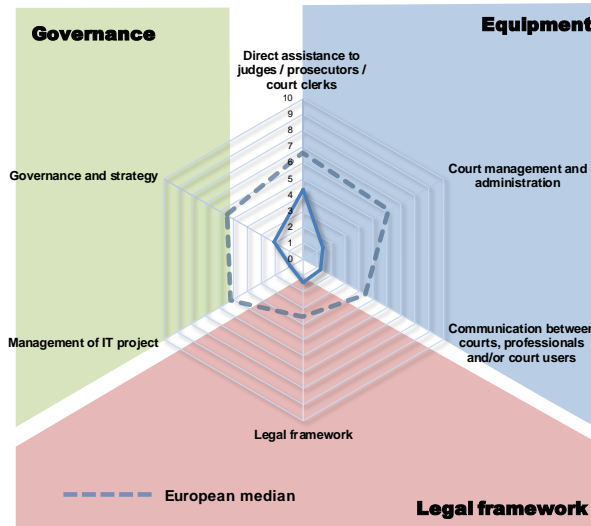 Governance
Equipment
Direct assistance to
judges / prosecutors /
court clerks
10
9
8
7
6
5
4
3
2
1
0
Governance and strategy
Court management and
administration
Management of IT project
Communication between
courts, professionals
and/or court users
Legal framework
European median
Legal framework